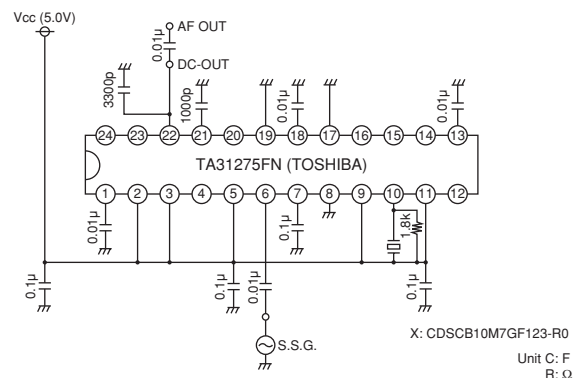 Vcc (5.0V)
AF OUT
0.01μ
DC-OUT
3300p
1000p
0.01μ
0.01μ
24 23 22 21 20 19 18 17 16 15 14 13
TA31275FN (TOSHIBA)
1 2 3 4 5 6 7 8 9 10 11 12
0.01μ
0.1μ
1.8k
0.1μ
0.1μ
0.01μ
0.1μ
S.S.G.
X: CDSCB10M7GF123-R0
Unit C: F
R: Ω